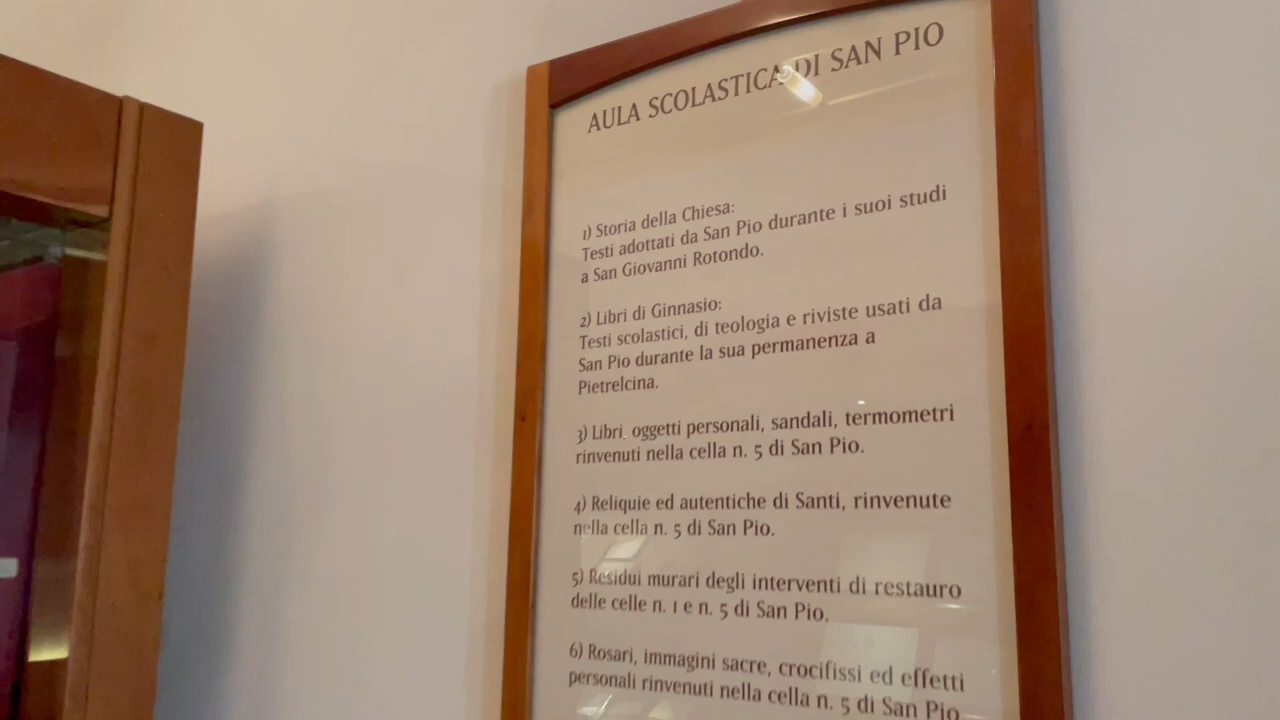 AULA SCOLASTICA DI SAN PIO
1) Storia della Chiesa:
Testi adottati da San Pio durante i suoi studi
a San Giovanni Rotondo.
2) Libri di Ginnasio:
Testi scolastici, di teologia e riviste usati da
San Pio durante la sua permanenza a
Pietrelcina.
3) Libri, oggetti personali, sandali, termometri
rinvenuti nella cella n. 5 di San Pio.
4) Reliquie ed autentiche di Santi, rinvenute
nella cella n. 5 di San Pio.
5) Residui murari degli interventi di restauro
delle celle n. 1 e n. 5 di San Pio.
6) Rosari, immagini sacre, crocifissi ed effetti
personali rinvenuti nella cella n. 5 di San Pio